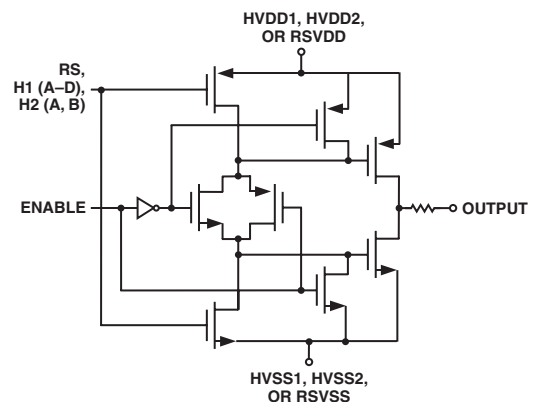 HVDD1, HVDD2,
OR RSVDD
RS,
H1 (A–D),
H2 (A, B)
ENABLE
OUTPUT
HVSS1, HVSS2,
OR RSVSS